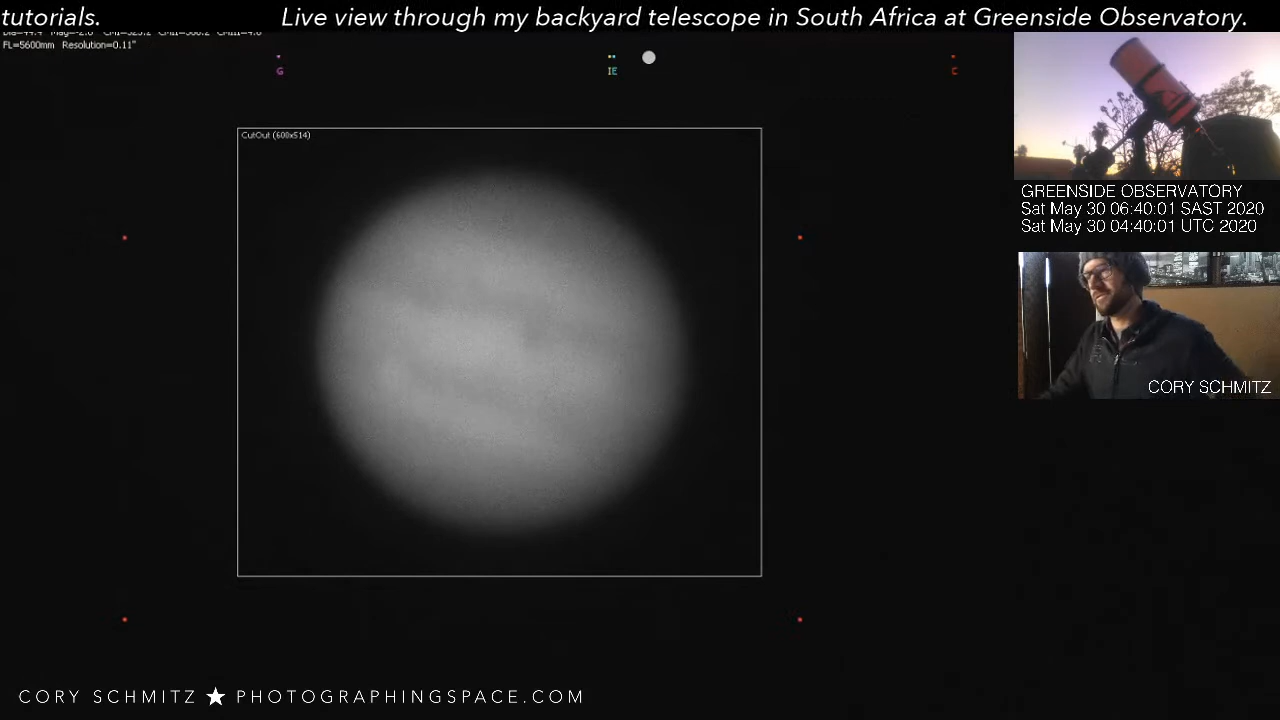 tutorials. Live view through my backyard telescope in South Africa at Greenside Observatory.
FL=5600mm Resolution=0.11"
G IE C
CutOut (600x514)
GREENSIDE OBSERVATORY
Sat May 30 06:40:01 SAST 2020
Sat May 30 04:40:01 UTC 2020
CORY SCHMITZ
CORY SCHMITZ ★ PHOTOGRAPHINGSPACE.COM